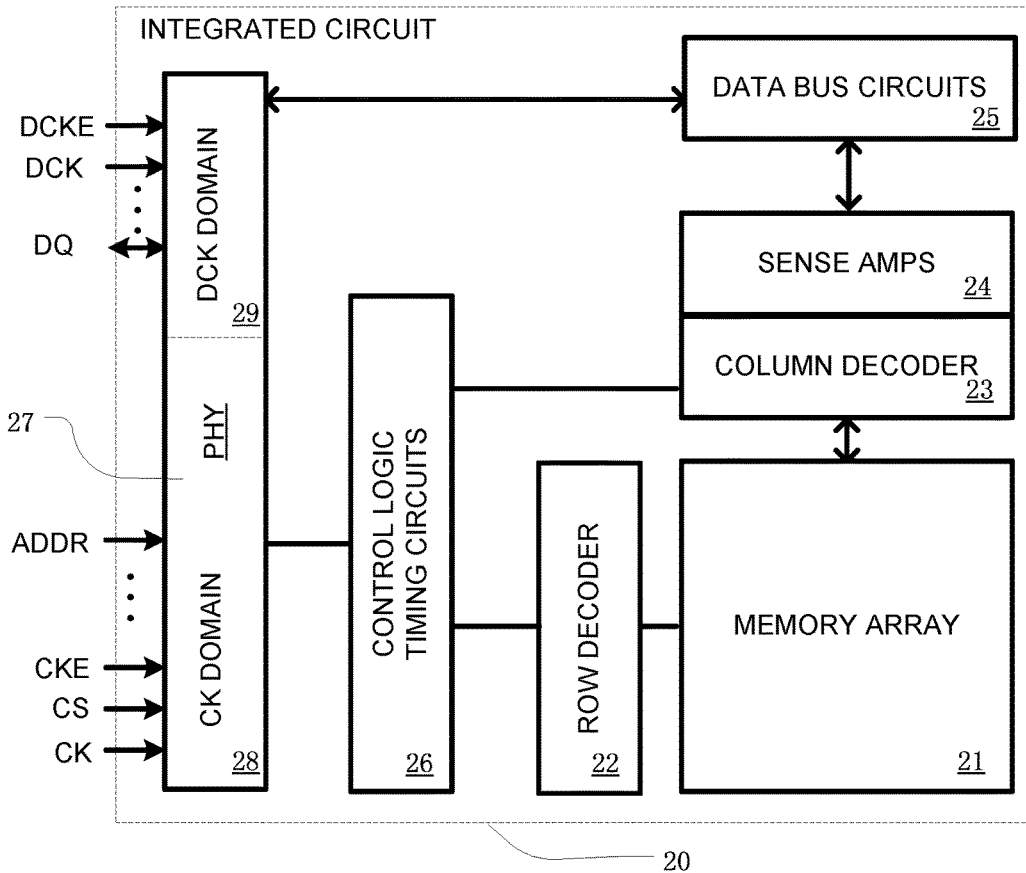 INTEGRATED CIRCUIT
DCKE
DCK
DQ
ADDR
CKE
CS
CK
27
DCK DOMAIN
29
PHY
CK DOMAIN
28
CONTROL LOGIC
TIMING CIRCUITS
26
ROW DECODER
22
DATA BUS CIRCUITS
25
SENSE AMPS
24
COLUMN DECODER
23
MEMORY ARRAY
21
20